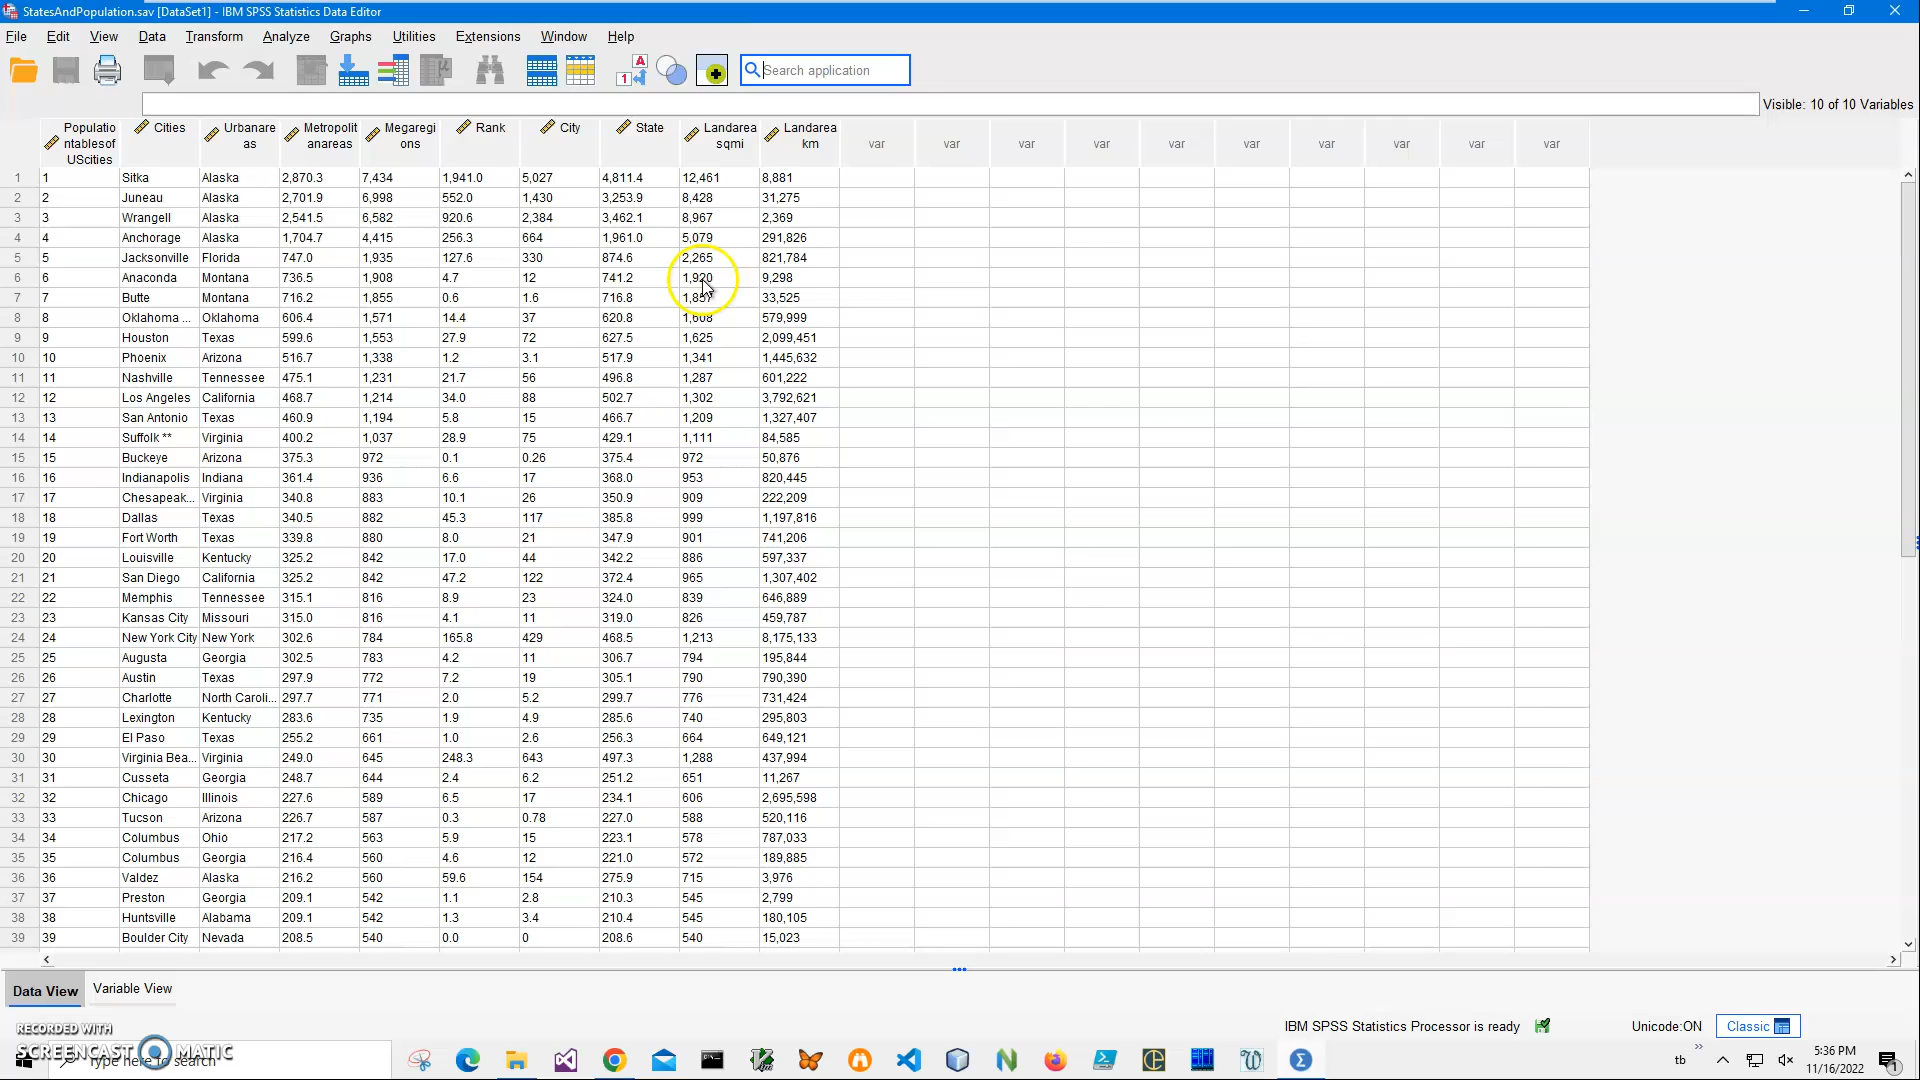 StatesAndPopulation.sav [DataSet1] - IBM SPSS Statistics Data Editor
File Edit View Data Transform Analyze Graphs Utilities Extensions Window Help
Search application
Visible: 10 of 10 Variables
Populatio
ntablesof
UScities
Cities
Urbanare
as
Metropolit
anareas
Megaregi
ons
Rank
City
State
Landarea
sqmi
Landarea
km
var var var var var var var var var var
1 1 Sitka Alaska 2,870.3 7,434 1,941.0 5,027 4,811.4 12,461 8,881
2 2 Juneau Alaska 2,701.9 6,998 552.0 1,430 3,253.9 8,428 31,275
3 3 Wrangell Alaska 2,541.5 6,582 920.6 2,384 3,462.1 8,967 2,369
4 4 Anchorage Alaska 1,704.7 4,415 256.3 664 1,961.0 5,079 291,826
5 5 Jacksonville Florida 747.0 1,935 127.6 330 874.6 2,265 821,784
6 6 Anaconda Montana 736.5 1,908 4.7 12 741.2 1,920 9,298
7 7 Butte Montana 716.2 1,855 0.6 1.6 716.8 1,857 33,525
8 8 Oklahoma ... Oklahoma 606.4 1,571 14.4 37 620.8 1,608 579,999
9 9 Houston Texas 599.6 1,553 27.9 72 627.5 1,625 2,099,451
10 10 Phoenix Arizona 516.7 1,338 1.2 3.1 517.9 1,341 1,445,632
11 11 Nashville Tennessee 475.1 1,231 21.7 56 496.8 1,287 601,222
12 12 Los Angeles California 468.7 1,214 34.0 88 502.7 1,302 3,792,621
13 13 San Antonio Texas 460.9 1,194 5.8 15 466.7 1,209 1,327,407
14 14 Suffolk ** Virginia 400.2 1,037 28.9 75 429.1 1,111 84,585
15 15 Buckeye Arizona 375.3 972 0.1 0.26 375.4 972 50,876
16 16 Indianapolis Indiana 361.4 936 6.6 17 368.0 953 820,445
17 17 Chesapeak... Virginia 340.8 883 10.1 26 350.9 909 222,209
18 18 Dallas Texas 340.5 882 45.3 117 385.8 999 1,197,816
19 19 Fort Worth Texas 339.8 880 8.0 21 347.9 901 741,206
20 20 Louisville Kentucky 325.2 842 17.0 44 342.2 886 597,337
21 21 San Diego California 325.2 842 47.2 122 372.4 965 1,307,402
22 22 Memphis Tennessee 315.1 816 8.9 23 324.0 839 646,889
23 23 Kansas City Missouri 315.0 816 4.1 11 319.0 826 459,787
24 24 New York City New York 302.6 784 165.8 429 468.5 1,213 8,175,133
25 25 Augusta Georgia 302.5 783 4.2 11 306.7 794 195,844
26 26 Austin Texas 297.9 772 7.2 19 305.1 790 790,390
27 27 Charlotte North Caroli... 297.7 771 2.0 5.2 299.7 776 731,424
28 28 Lexington Kentucky 283.6 735 1.9 4.9 285.6 740 295,803
29 29 El Paso Texas 255.2 661 1.0 2.6 256.3 664 649,121
30 30 Virginia Bea... Virginia 249.0 645 248.3 643 497.3 1,288 437,994
31 31 Cusseta Georgia 248.7 644 2.4 6.2 251.2 651 11,267
32 32 Chicago Illinois 227.6 589 6.5 17 234.1 606 2,695,598
33 33 Tucson Arizona 226.7 587 0.3 0.78 227.0 588 520,116
34 34 Columbus Ohio 217.2 563 5.9 15 223.1 578 787,033
35 35 Columbus Georgia 216.4 560 4.6 12 221.0 572 189,885
36 36 Valdez Alaska 216.2 560 59.6 154 275.9 715 3,976
37 37 Preston Georgia 209.1 542 1.1 2.8 210.3 545 2,799
38 38 Huntsville Alabama 209.1 542 1.3 3.4 210.4 545 180,105
39 39 Boulder City Nevada 208.5 540 0.0 0 208.6 540 15,023
Data View Variable View
IBM SPSS Statistics Processor is ready Unicode:ON Classic
RECORDED WITH
SCREENCAST MATIC
Type here to search
tb
5:36 PM
11/16/2022
1